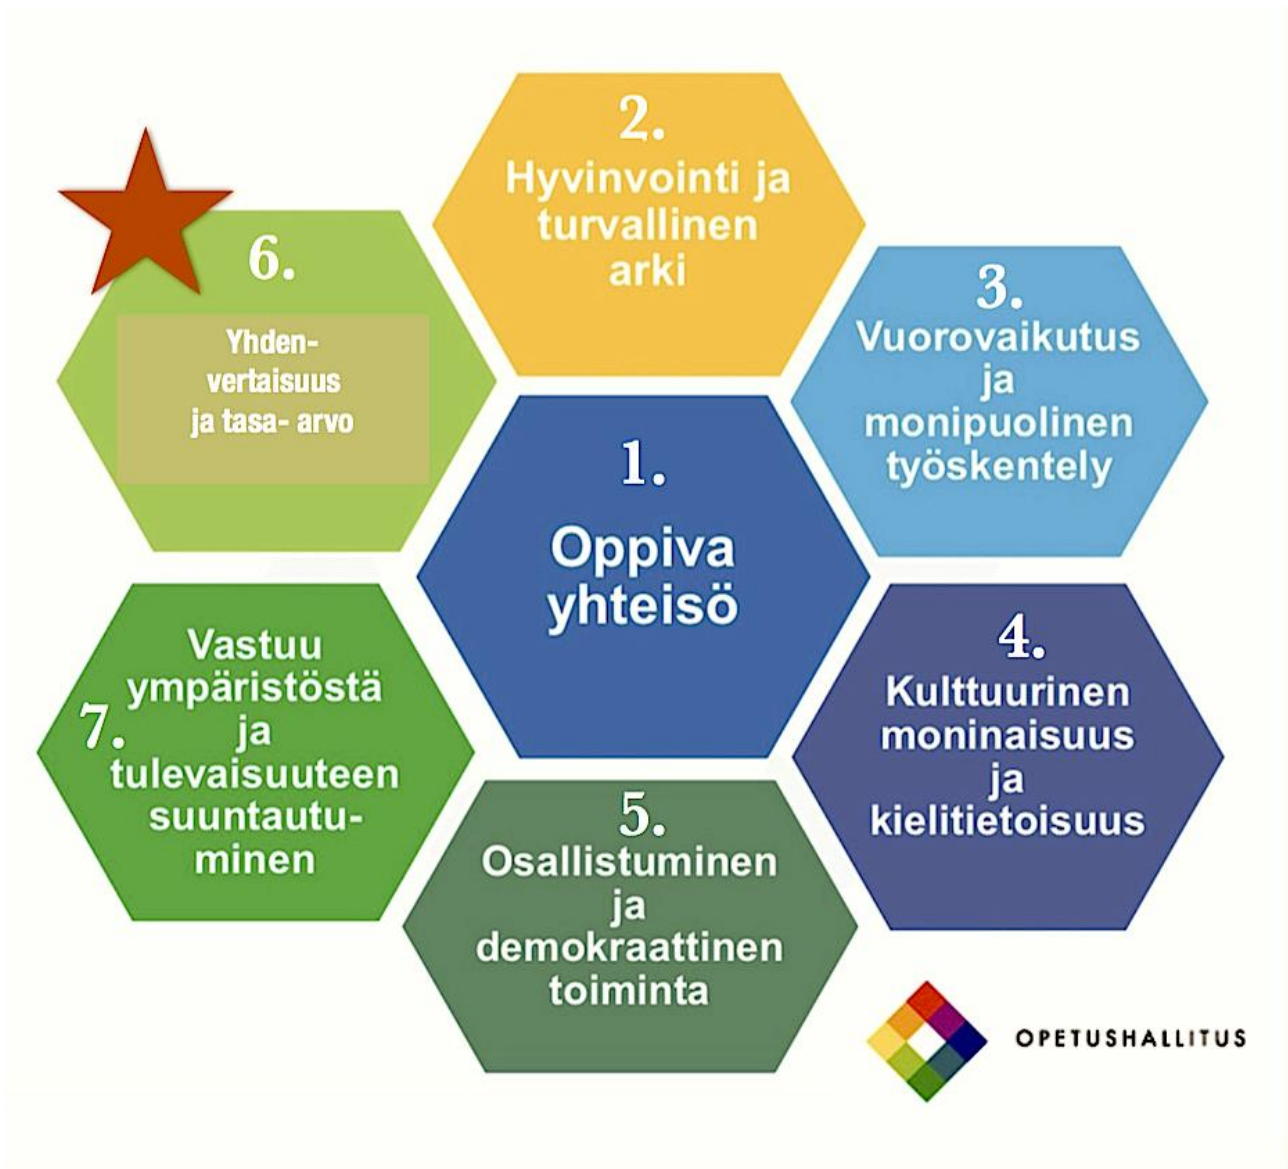 1.
Oppiva
yhteisö
2.
Hyvinvointi ja
turvallinen
arki
3.
Vuorovaikutus
ja
monipuolinen
työskentely
4.
Kulttuurinen
moninaisuus
ja
kielitietoisuus
5.
Osallistuminen
ja
demokraattinen
toiminta
6.
Yhden-
vertaisuus
ja tasa- arvo
7.
Vastuu
ympäristöstä
ja
tulevaisuuteen
suuntautu-
minen
OPETUSHALLITUS